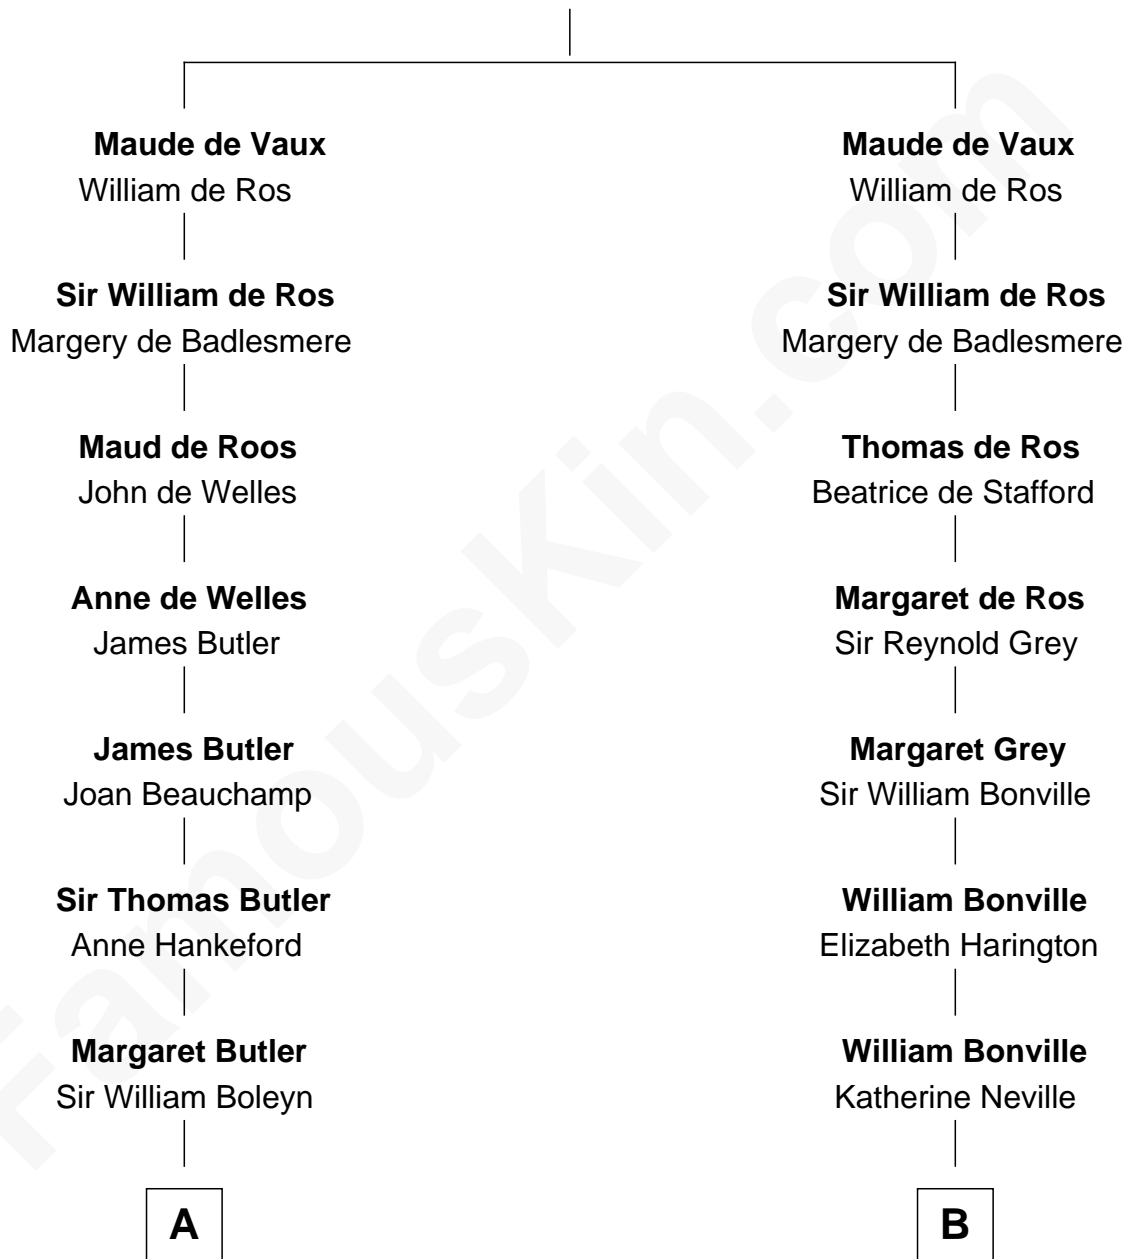 Maude de Vaux
William de Ros
Sir William de Ros
Margery de Badlesmere
Maud de Roos
John de Welles
Anne de Welles
James Butler
James Butler
Joan Beauchamp
Sir Thomas Butler
Anne Hankeford
Margaret Butler
Sir William Boleyn
A
Maude de Vaux
William de Ros
Sir William de Ros
Margery de Badlesmere
Thomas de Ros
Beatrice de Stafford
Margaret de Ros
Sir Reynold Grey
Margaret Grey
Sir William Bonville
William Bonville
Elizabeth Harington
William Bonville
Katherine Neville
B
FamousKin.com